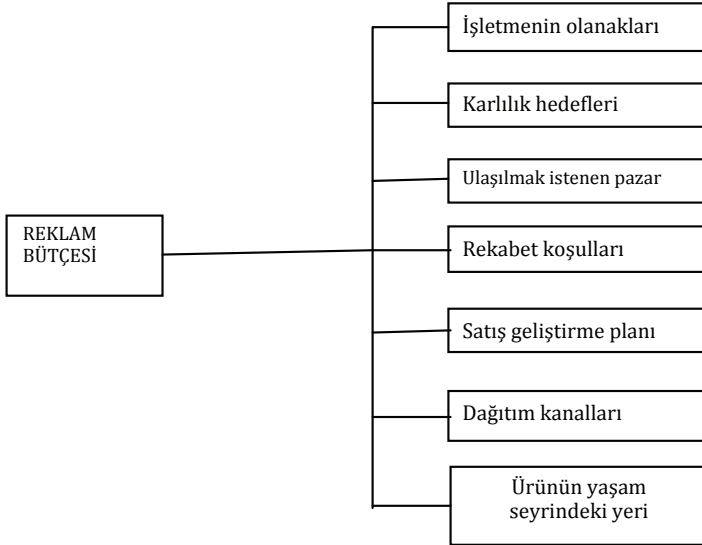 İşletmenin olanakları
Karlılık hedefleri
Ulaşılmak istenen pazar
REKLAM
BÜTÇESİ
Rekabet koşulları
Satış geliştirme planı
Dağıtım kanalları
Ürünün yaşam
seyrindeki yeri